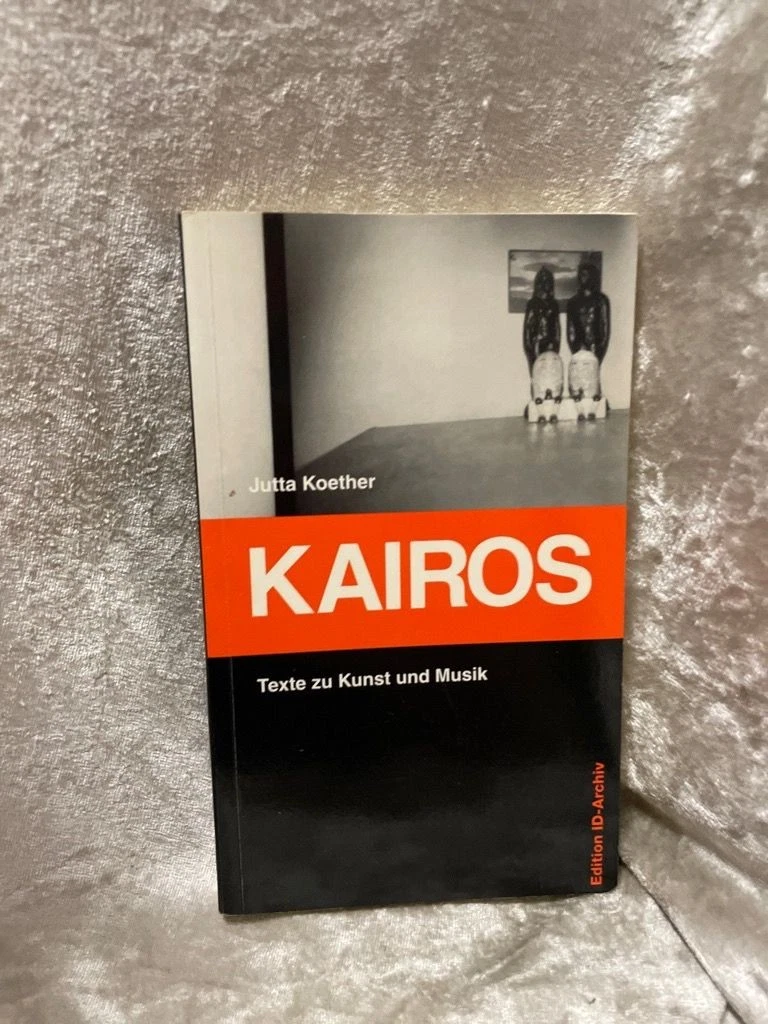 Jutta Koether
KAIROS
Texte zu Kunst und Musik
Edition ID-Archiv